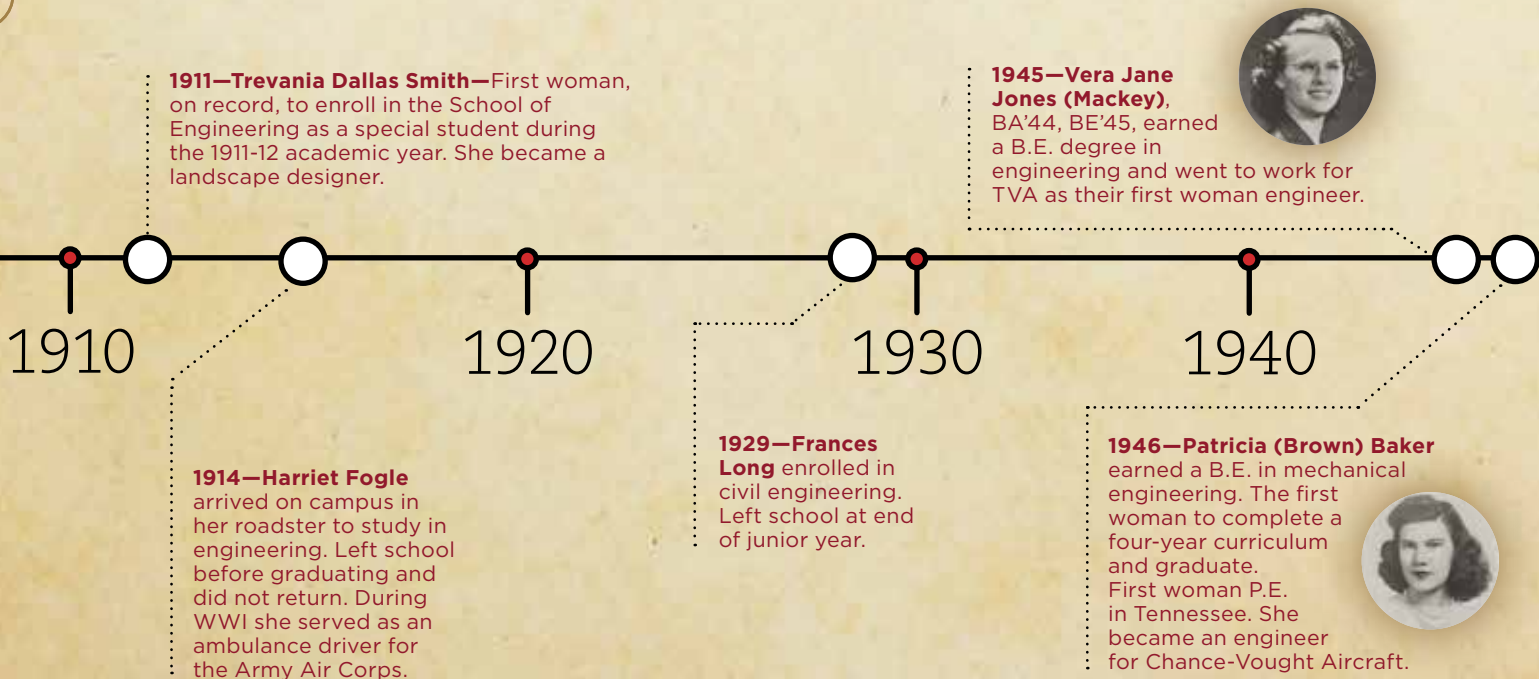 1911—Trevania Dallas Smith—First woman,
on record, to enroll in the School of
Engineering as a special student during
the 1911-12 academic year. She became a
landscape designer.
1945—Vera Jane
Jones (Mackey),
BA'44, BE'45, earned
a B.E. degree in
engineering and went to work for
TVA as their first woman engineer.
1910
1920
1930
1940
1914—Harriet Fogle
arrived on campus in
her roadster to study in
engineering. Left school
before graduating and
did not return. During
WWI she served as an
ambulance driver for
the Army Air Corps.
1929—Frances
Long enrolled in
civil engineering.
Left school at end
of junior year.
1946—Patricia (Brown) Baker
earned a B.E. in mechanical
engineering. The first
woman to complete a
four-year curriculum
and graduate.
First woman P.E.
in Tennessee. She
became an engineer
for Chance-Vought Aircraft.